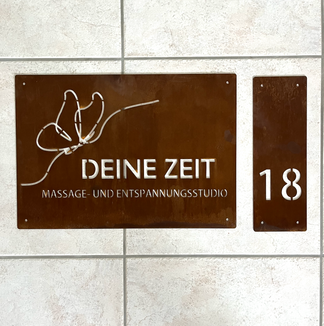 DEINE ZEIT
MASSAGE- UND ENTSPANNUNGSSTUDIO
18